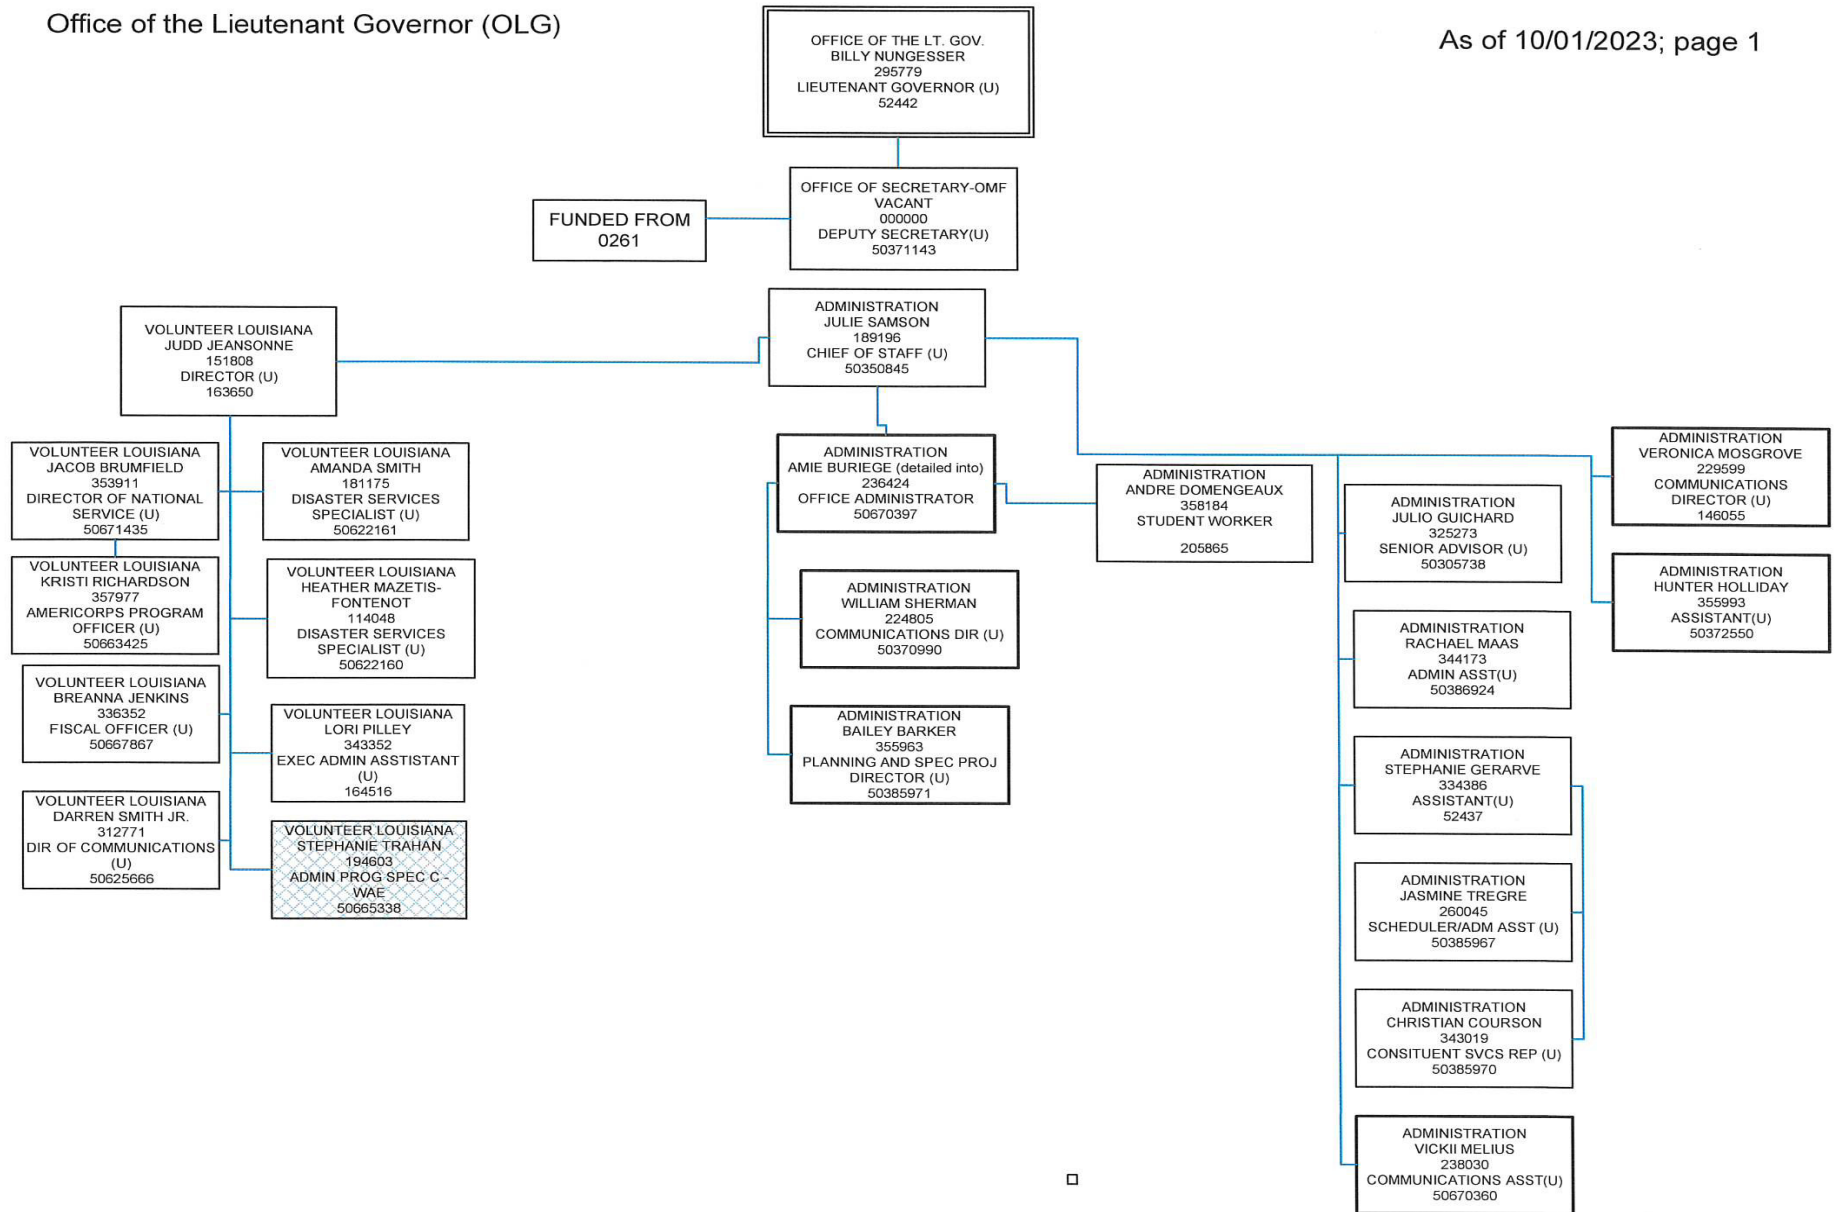 Office of the Lieutenant Governor (OLG)
As of 10/01/2023; page 1
OFFICE OF THE LT. GOV.
BILLY NUNGESSER
295779
LIEUTENANT GOVERNOR (U)
52442
OFFICE OF SECRETARY-OMF
VACANT
000000
DEPUTY SECRETARY(U)
50371143
FUNDED FROM
0261
ADMINISTRATION
JULIE SAMSON
189196
CHIEF OF STAFF (U)
50350845
VOLUNTEER LOUISIANA
JUDD JEANSONNE
151808
DIRECTOR (U)
163650
VOLUNTEER LOUISIANA
JACOB BRUMFIELD
353911
DIRECTOR OF NATIONAL
SERVICE (U)
50671435
VOLUNTEER LOUISIANA
AMANDA SMITH
181175
DISASTER SERVICES
SPECIALIST (U)
50622161
VOLUNTEER LOUISIANA
KRISTI RICHARDSON
357977
AMERICORPS PROGRAM
OFFICER (U)
50663425
VOLUNTEER LOUISIANA
HEATHER MAZETIS-
FONTENOT
114048
DISASTER SERVICES
SPECIALIST (U)
50622160
VOLUNTEER LOUISIANA
BREANNA JENKINS
336352
FISCAL OFFICER (U)
50667867
VOLUNTEER LOUISIANA
LORI PILLEY
343352
EXEC ADMIN ASSTISTANT
(U)
164516
VOLUNTEER LOUISIANA
DARREN SMITH JR.
312771
DIR OF COMMUNICATIONS
(U)
50625666
VOLUNTEER LOUISIANA
STEPHANIE TRAHAN
194603
ADMIN PROG SPEC C -
WAE
50665338
ADMINISTRATION
AMIE BURIEGE (detailed into)
236424
OFFICE ADMINISTRATOR
50670397
ADMINISTRATION
ANDRE DOMENGEAUX
358184
STUDENT WORKER
205865
ADMINISTRATION
WILLIAM SHERMAN
224805
COMMUNICATIONS DIR (U)
50370990
ADMINISTRATION
BAILEY BARKER
355963
PLANNING AND SPEC PROJ
DIRECTOR (U)
50385971
ADMINISTRATION
VERONICA MOSGROVE
229599
COMMUNICATIONS
DIRECTOR (U)
146055
ADMINISTRATION
JULIO GUICHARD
325273
SENIOR ADVISOR (U)
50305738
ADMINISTRATION
HUNTER HOLLIDAY
355993
ASSISTANT(U)
50372550
ADMINISTRATION
RACHAEL MAAS
344173
ADMIN ASST(U)
50386924
ADMINISTRATION
STEPHANIE GERARVE
334386
ASSISTANT(U)
52437
ADMINISTRATION
JASMINE TREGRE
260045
SCHEDULER/ADM ASST (U)
50385967
ADMINISTRATION
CHRISTIAN COURSON
343019
CONSITUENT SVCS REP (U)
50385970
ADMINISTRATION
VICKII MELIUS
238030
COMMUNICATIONS ASST(U)
50670360